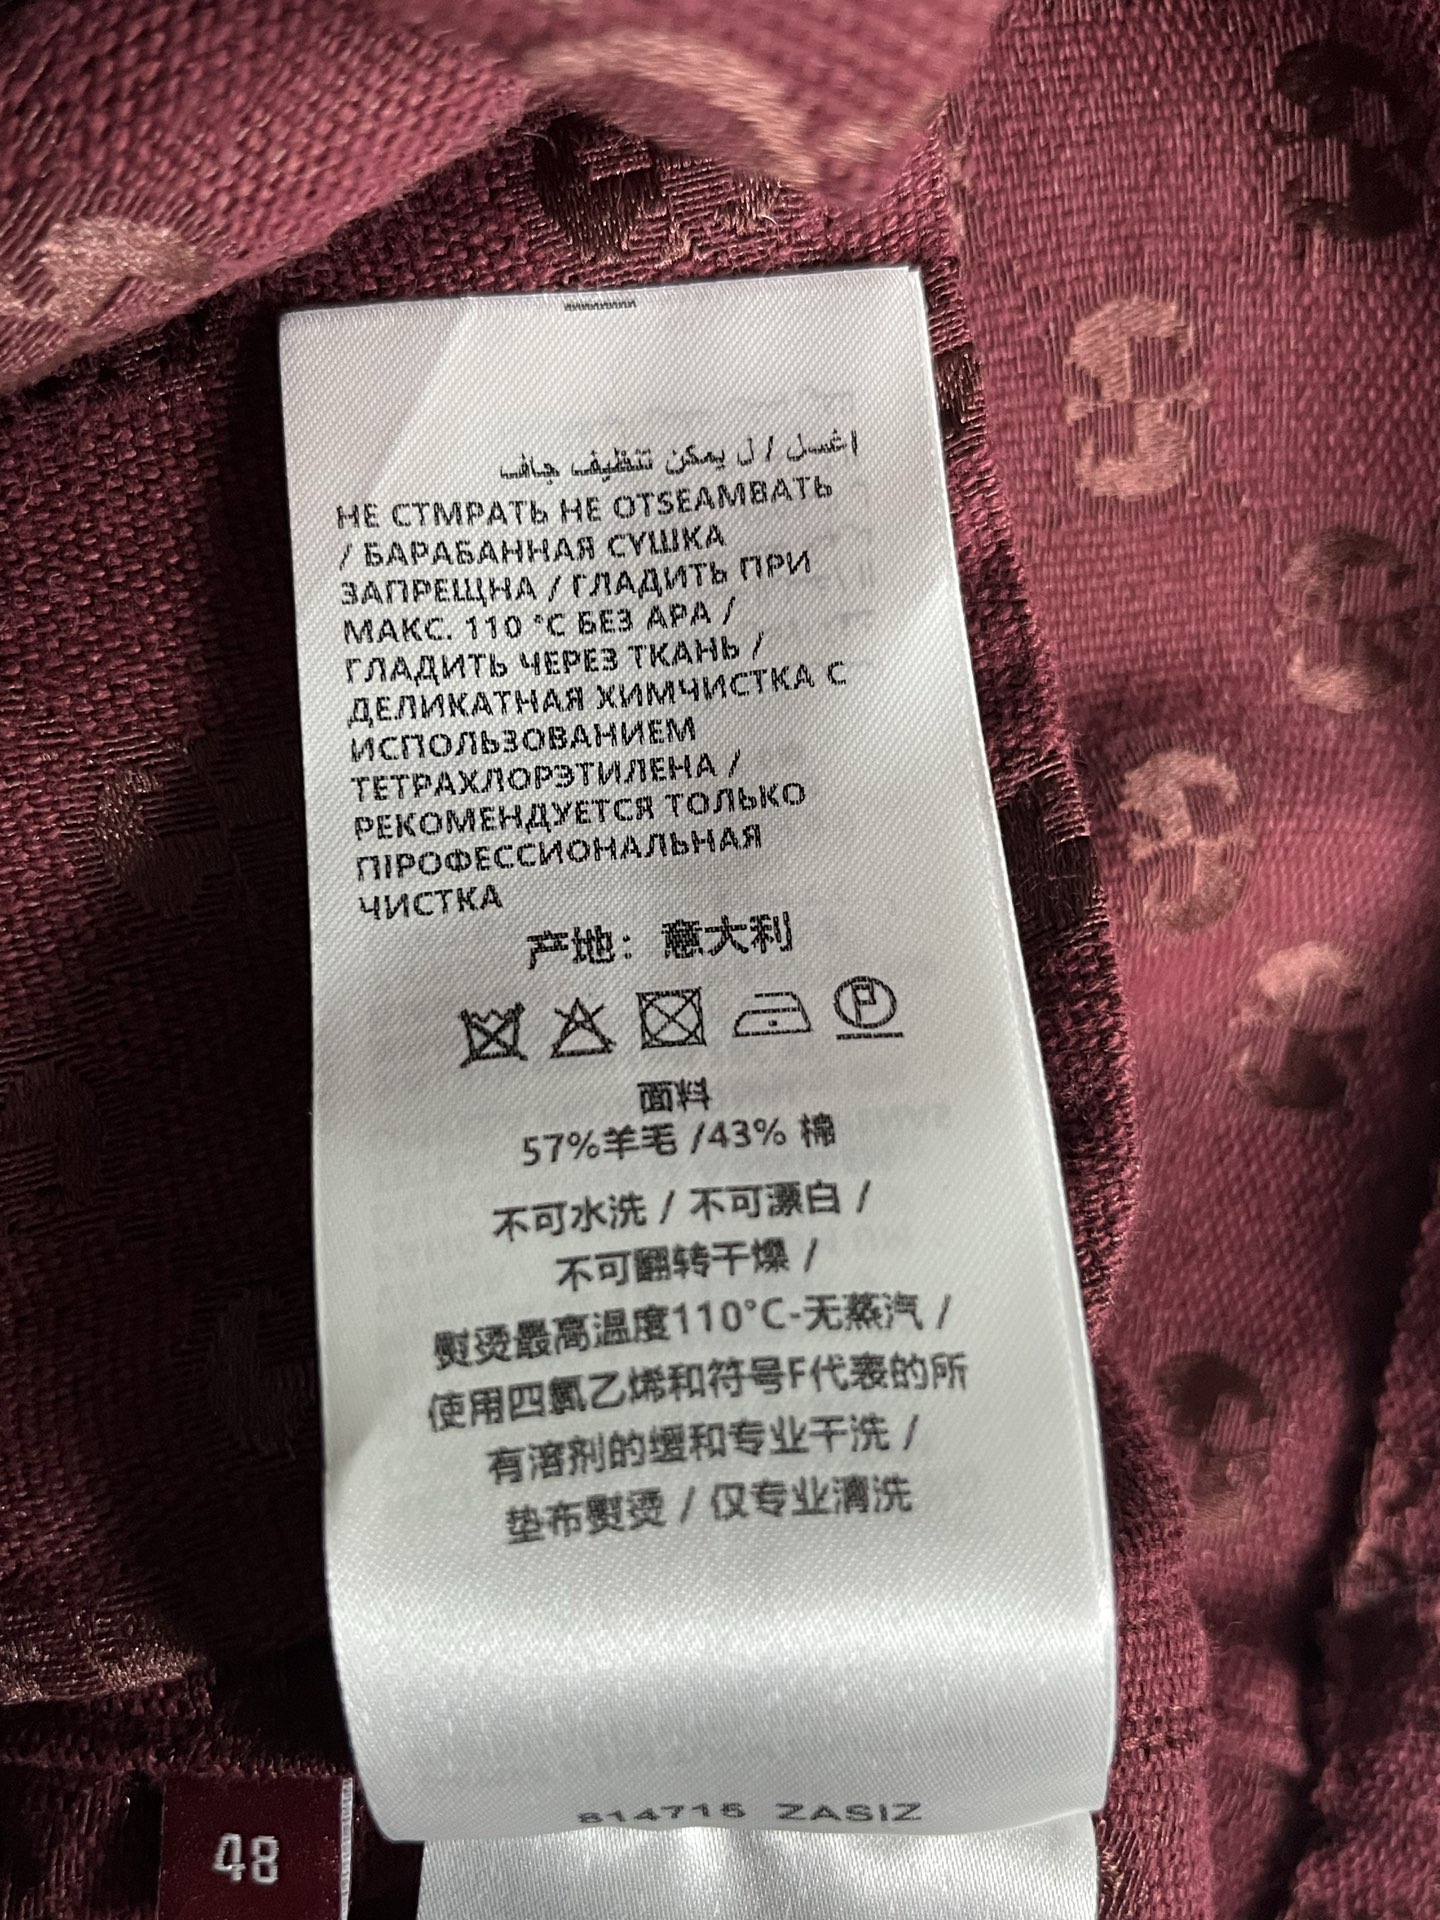 اغسل / ل يمكن تنظيف جاف
НЕ СТМРАТЬ НЕ OTSEAMBATЬ
/ БАРАБАННАЯ СУШКА
ЗАПРЕЩНА / ГЛАДИТЬ ПРИ
МАКС. 110 °C БЕЗ АРА /
ГЛАДИТЬ ЧЕРЕЗ ТКАНЬ /
ДЕЛИКАТНАЯ ХИМЧИСТКА С
ИСПОЛЬЗОВАНИЕМ
ТЕТРАХЛОРЭТИЛЕНА /
РЕКОМЕНДУЕТСЯ ТОЛЬКО
ПІРОФЕССИОНАЛЬНАЯ
ЧИСТКА
产地：意大利
面料
57%羊毛 /43% 棉
不可水洗 / 不可漂白 /
不可翻转干燥 /
熨烫最高温度110°C-无蒸汽 /
使用四氯乙烯和符号F代表的所
有溶剂的缓和专业干洗 /
垫布熨烫 / 仅专业清洗
814715 ZASIZ
48